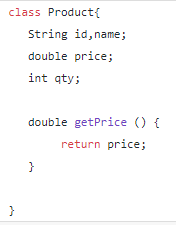 class Product{
String id,name;
double price;
int qty;
double getPrice () {
return price;
}
}